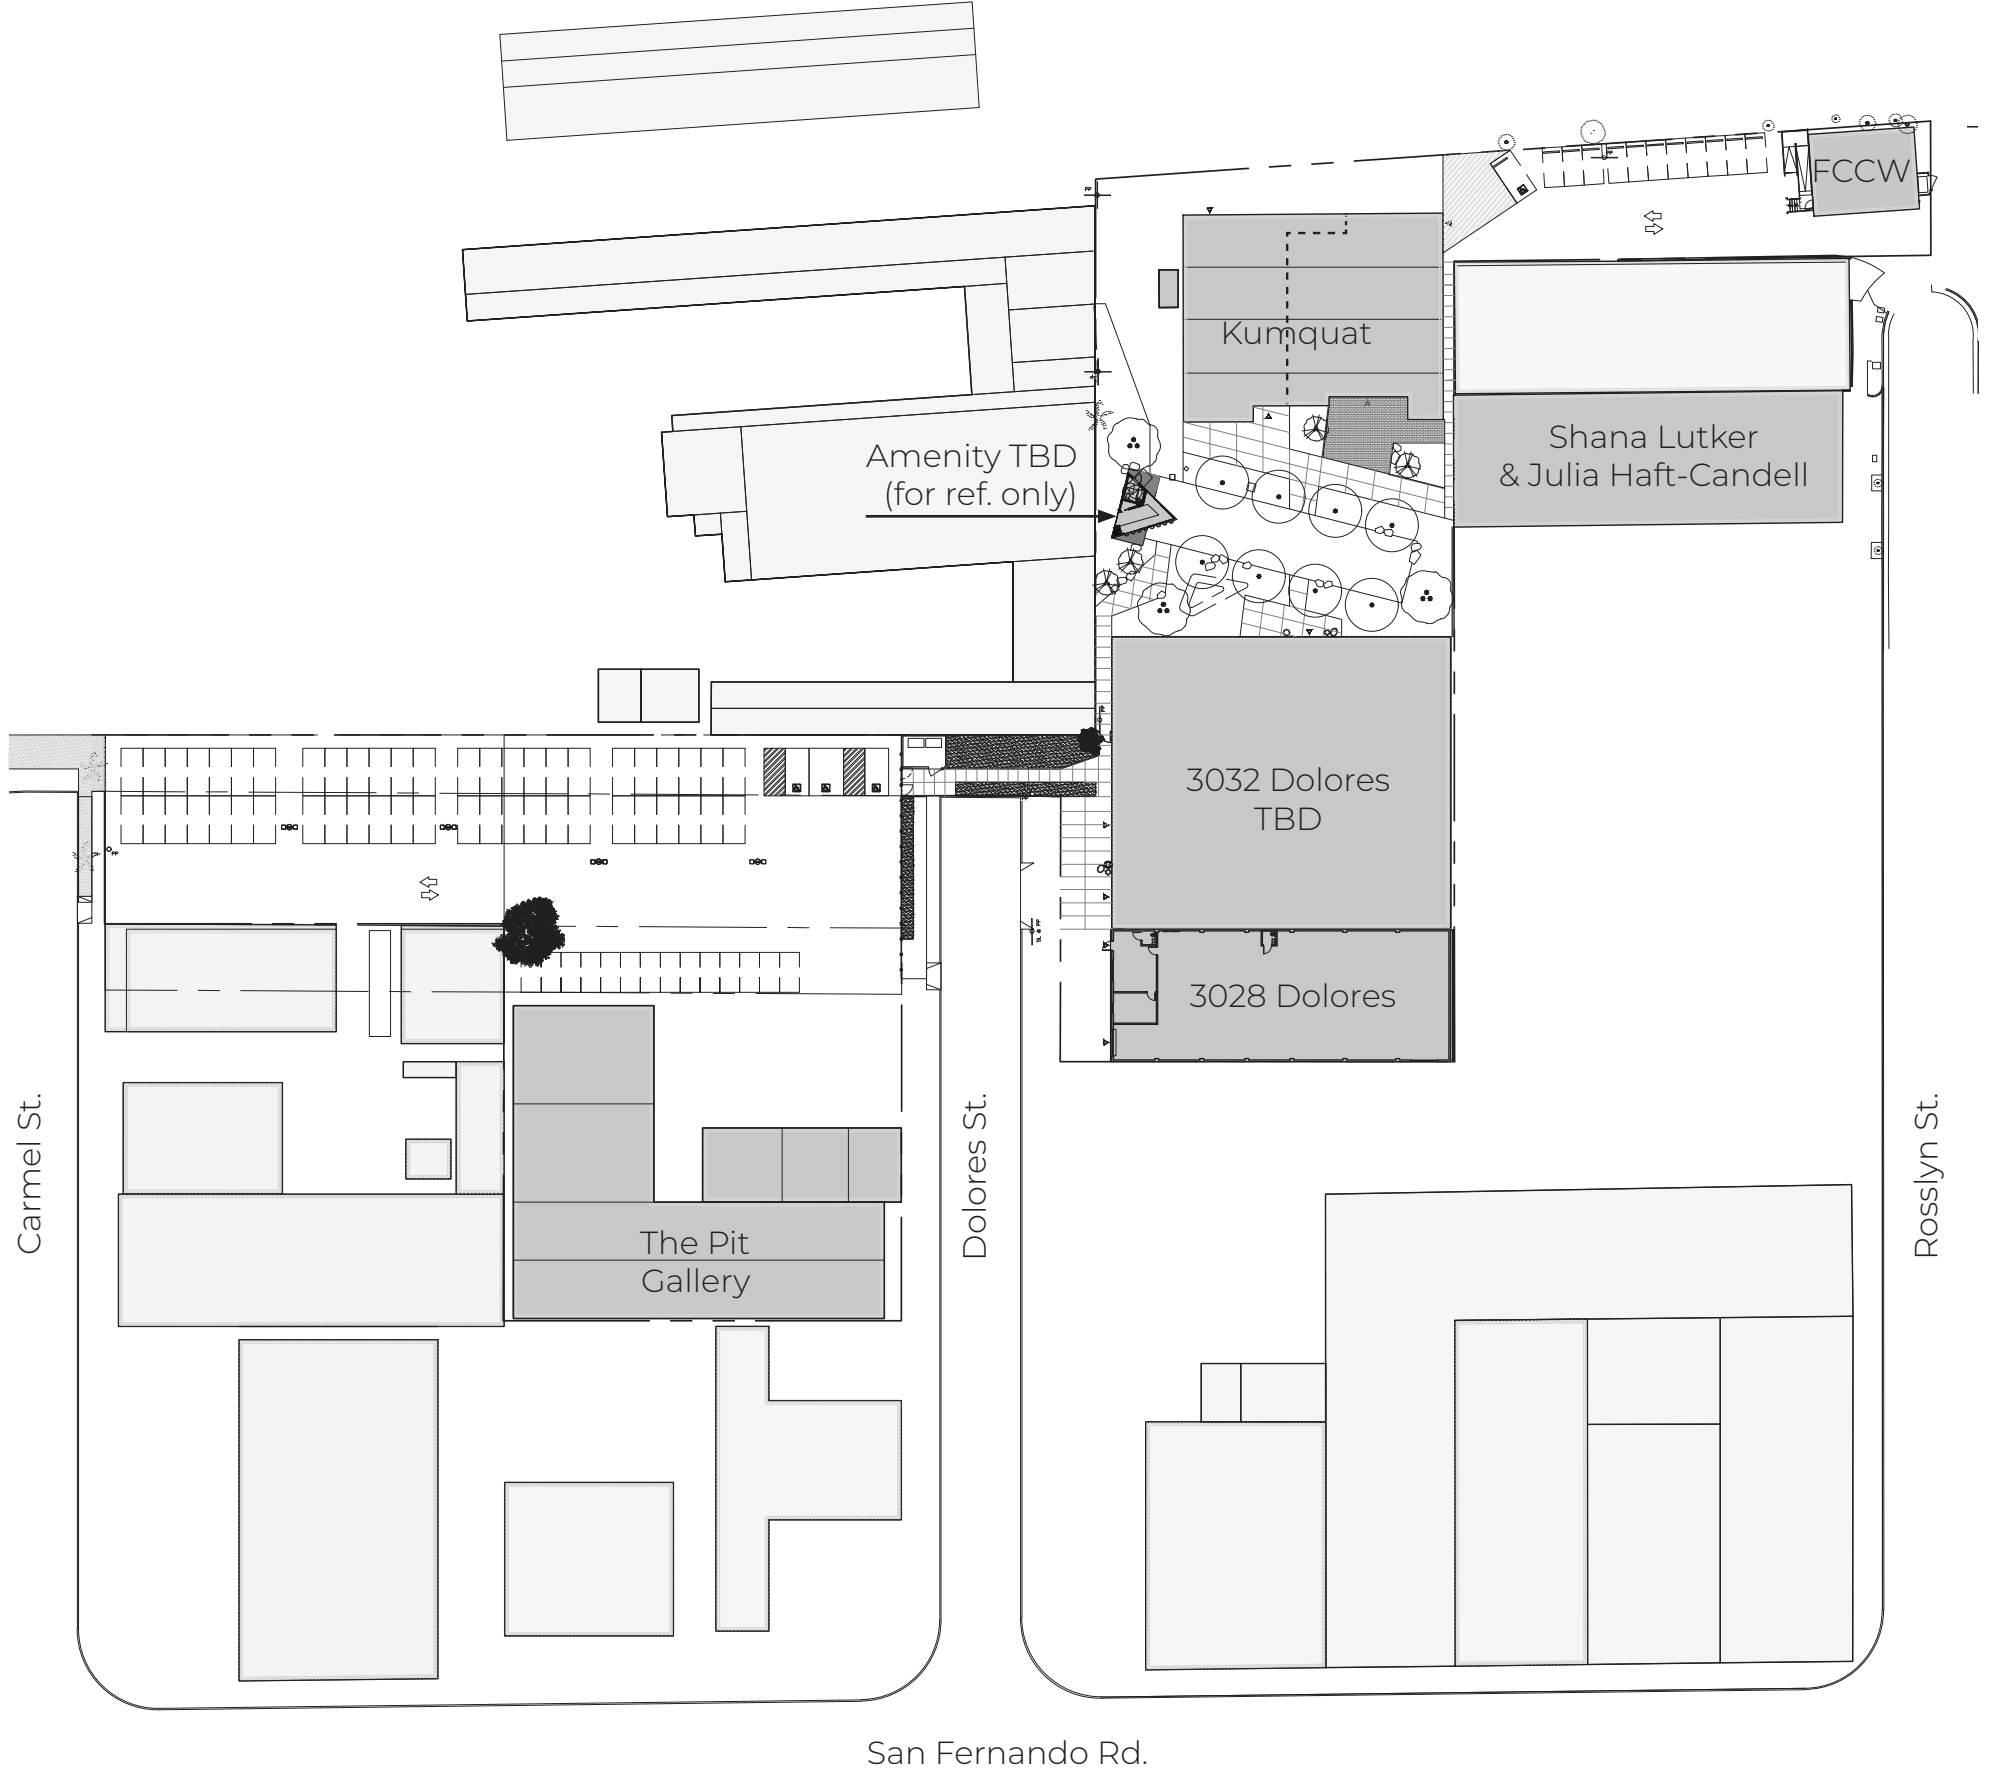 FCCW
Kumquat
Shana Lutker
& Julia Haft-Candell
Amenity TBD
(for ref. only)
3032 Dolores
TBD
3028 Dolores
The Pit
Gallery
Carmel St.
Dolores St.
Rosslyn St.
San Fernando Rd.